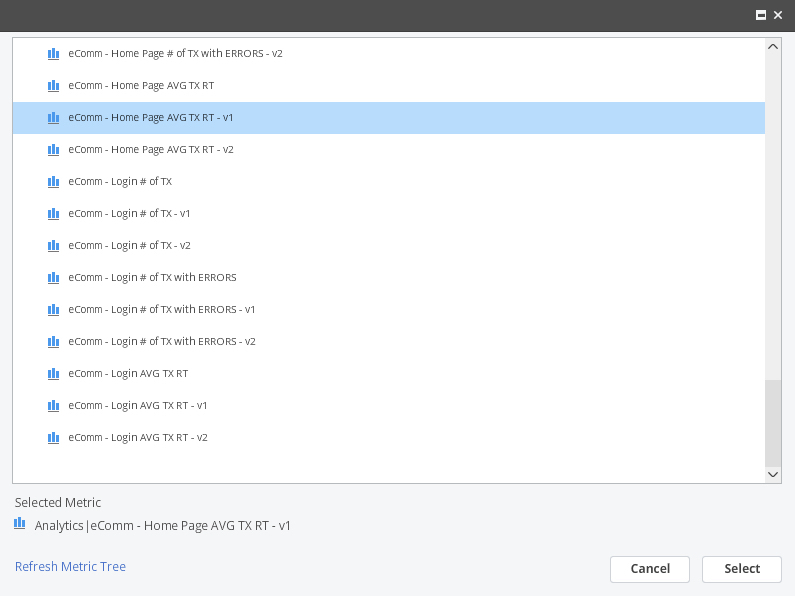 eComm - Home Page # of TX with ERRORS - v2
eComm - Home Page AVG TX RT
eComm - Home Page AVG TX RT - v1
eComm - Home Page AVG TX RT - v2
eComm - Login # of TX
eComm - Login # of TX - v1
eComm - Login # of TX - v2
eComm - Login # of TX with ERRORS
eComm - Login # of TX with ERRORS - v1
eComm - Login # of TX with ERRORS - v2
eComm - Login AVG TX RT
eComm - Login AVG TX RT - v1
eComm - Login AVG TX RT - v2
Selected Metric
Analytics|eComm - Home Page AVG TX RT - v1
Refresh Metric Tree
Cancel
Select